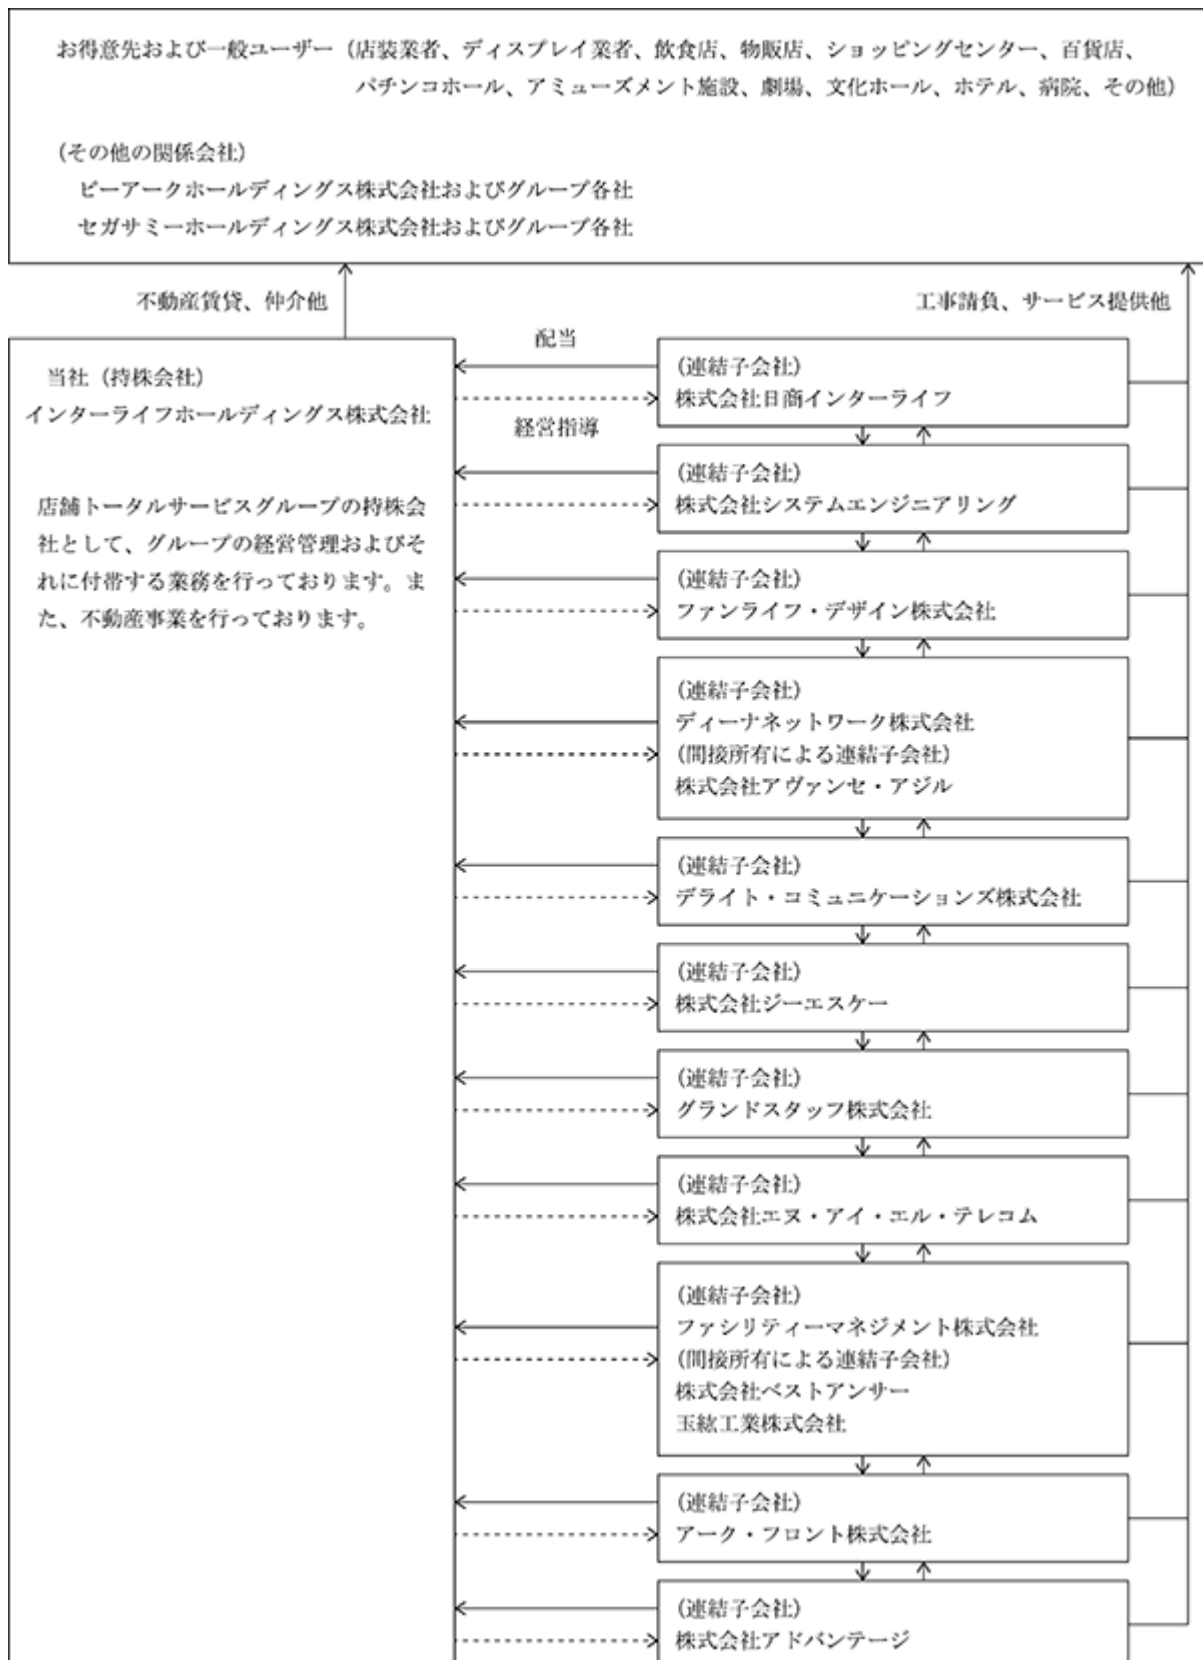 お得意先および一般ユーザー（店装業者、ディスプレイ業者、飲食店、物販店、ショッピングセンター、百貨店、
パチンコホール、アミューズメント施設、劇場、文化ホール、ホテル、病院、その他）
（その他の関係会社）
ピーアークホールディングス株式会社およびグループ各社
セガサミーホールディングス株式会社およびグループ各社
不動産賃貸、仲介他
工事請負、サービス提供他
当社（持株会社）
インターライフホールディングス株式会社
店舗トータルサービスグループの持株会
社として、グループの経営管理およびそ
れに付帯する業務を行っております。ま
た、不動産事業を行っております。
配当
経営指導
（連結子会社）
株式会社日商インターライフ
（連結子会社）
株式会社システムエンジニアリング
（連結子会社）
ファンライフ・デザイン株式会社
（連結子会社）
ディーナネットワーク株式会社
（間接所有による連結子会社）
株式会社アヴァンセ・アジル
（連結子会社）
デライト・コミュニケーションズ株式会社
（連結子会社）
株式会社ジーエスケー
（連結子会社）
グランドスタッフ株式会社
（連結子会社）
株式会社エヌ・アイ・エル・テレコム
（連結子会社）
ファシリティーマネジメント株式会社
（間接所有による連結子会社）
株式会社ベストアンサー
玉紘工業株式会社
（連結子会社）
アーク・フロント株式会社
（連結子会社）
株式会社アドバンテージ